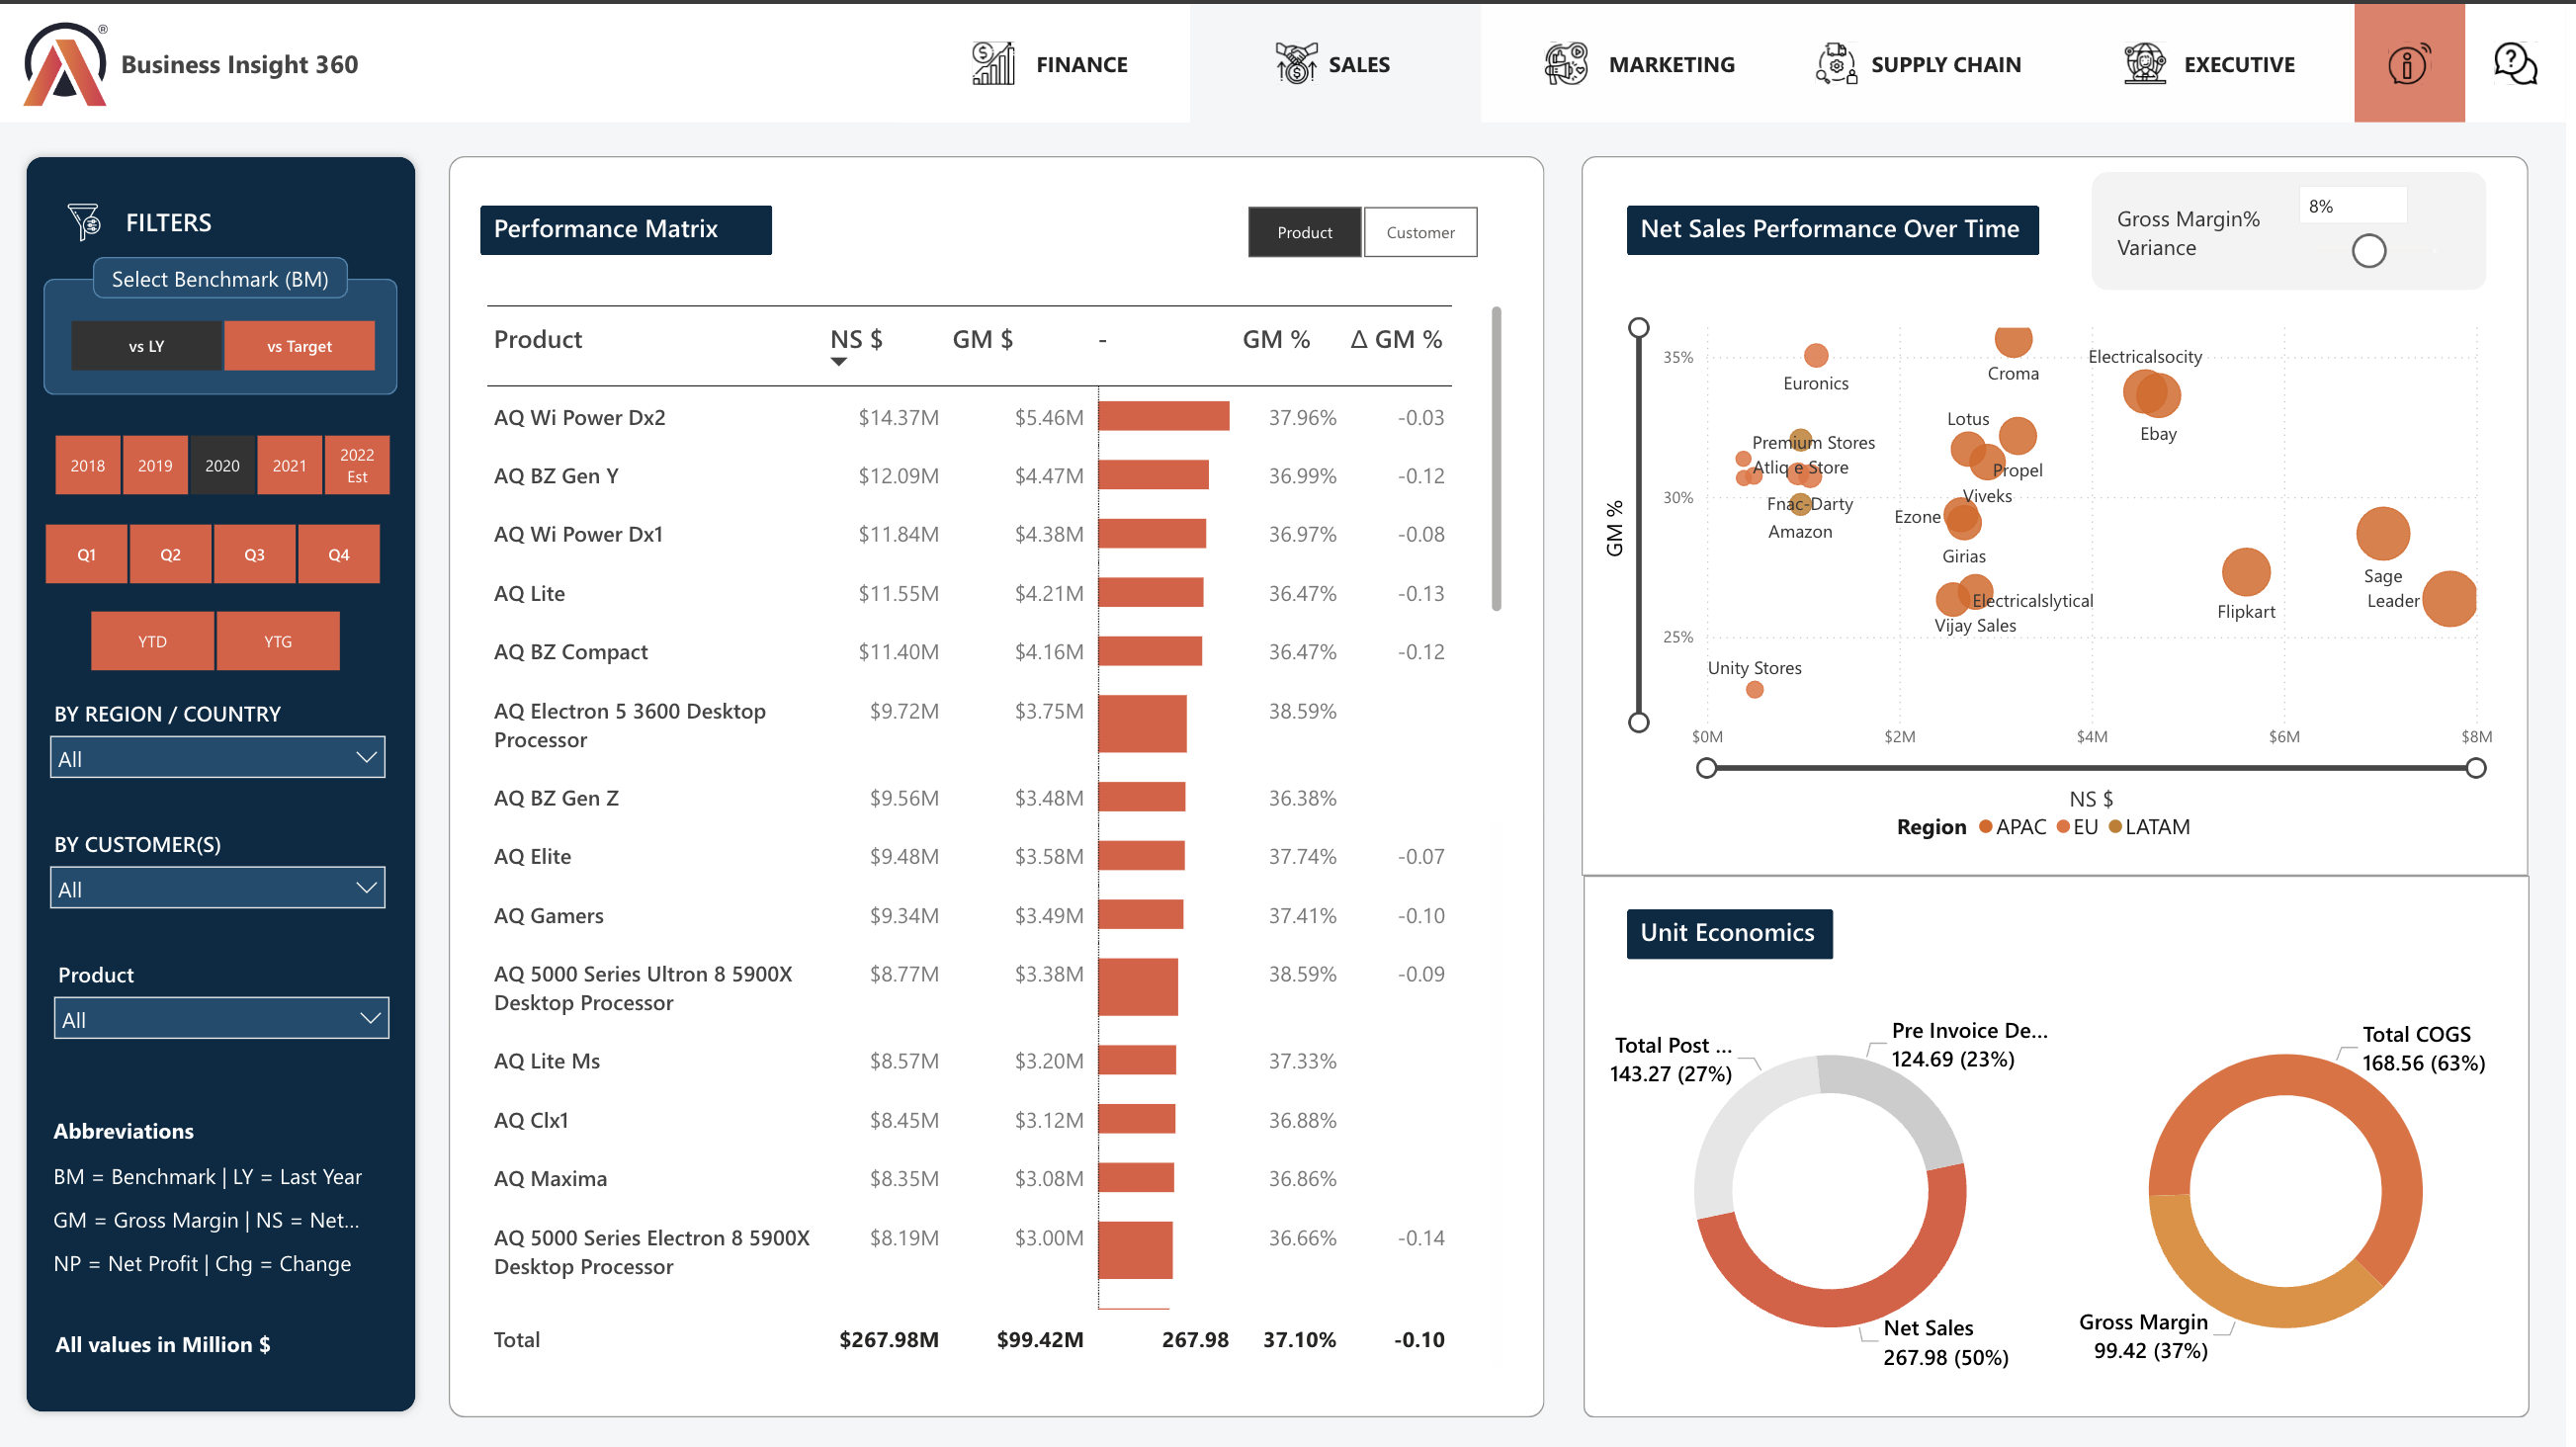 ®
Business Insight 360
FINANCE
SALES
MARKETING
SUPPLY CHAIN
EXECUTIVE
FILTERS
Select Benchmark (BM)
vs LY
vs Target
2018
2019
2020
2021
2022
Est
Q1
Q2
Q3
Q4
YTD
YTG
BY REGION / COUNTRY
All
BY CUSTOMER(S)
All
Product
All
Abbreviations
BM = Benchmark | LY = Last Year
GM = Gross Margin | NS = Net...
NP = Net Profit | Chg = Change
All values in Million $
Performance Matrix
Product
Customer
Product NS $ GM $ - GM % Δ GM %
AQ Wi Power Dx2 $14.37M $5.46M 37.96% -0.03
AQ BZ Gen Y $12.09M $4.47M 36.99% -0.12
AQ Wi Power Dx1 $11.84M $4.38M 36.97% -0.08
AQ Lite $11.55M $4.21M 36.47% -0.13
AQ BZ Compact $11.40M $4.16M 36.47% -0.12
AQ Electron 5 3600 Desktop $9.72M $3.75M 38.59%
Processor
AQ BZ Gen Z $9.56M $3.48M 36.38%
AQ Elite $9.48M $3.58M 37.74% -0.07
AQ Gamers $9.34M $3.49M 37.41% -0.10
AQ 5000 Series Ultron 8 5900X $8.77M $3.38M 38.59% -0.09
Desktop Processor
AQ Lite Ms $8.57M $3.20M 37.33%
AQ Clx1 $8.45M $3.12M 36.88%
AQ Maxima $8.35M $3.08M 36.86%
AQ 5000 Series Electron 8 5900X $8.19M $3.00M 36.66% -0.14
Desktop Processor
Total $267.98M $99.42M 267.98 37.10% -0.10
Net Sales Performance Over Time
Gross Margin%
Variance
8%
GM %
35%
30%
25%
Euronics
Croma
Electricalsocity
Ebay
Lotus
Premium Stores
Atliq e Store
Propel
Viveks
Fnac-Darty
Ezone
Amazon
Girias
Sage
Electricalslytical
Leader
Flipkart
Vijay Sales
Unity Stores
$0M
$2M
$4M
$6M
$8M
NS $
Region APAC EU LATAM
Unit Economics
Total Post ...
143.27 (27%)
Pre Invoice De...
124.69 (23%)
Net Sales
267.98 (50%)
Total COGS
168.56 (63%)
Gross Margin
99.42 (37%)